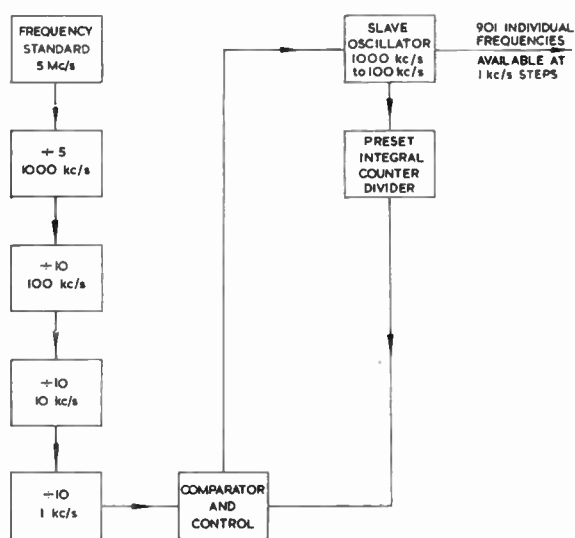 FREQUENCY
STANDARD
5 Mc/s
÷5
1000 kc/s
÷10
100 kc/s
÷10
10 kc/s
÷10
1 kc/s
COMPARATOR
AND
CONTROL
SLAVE
OSCILLATOR
1000 kc/s
to 100 kc/s
PRESET
INTEGRAL
COUNTER
DIVIDER
901 INDIVIDUAL
FREQUENCIES
AVAILABLE AT
1 kc/s STEPS